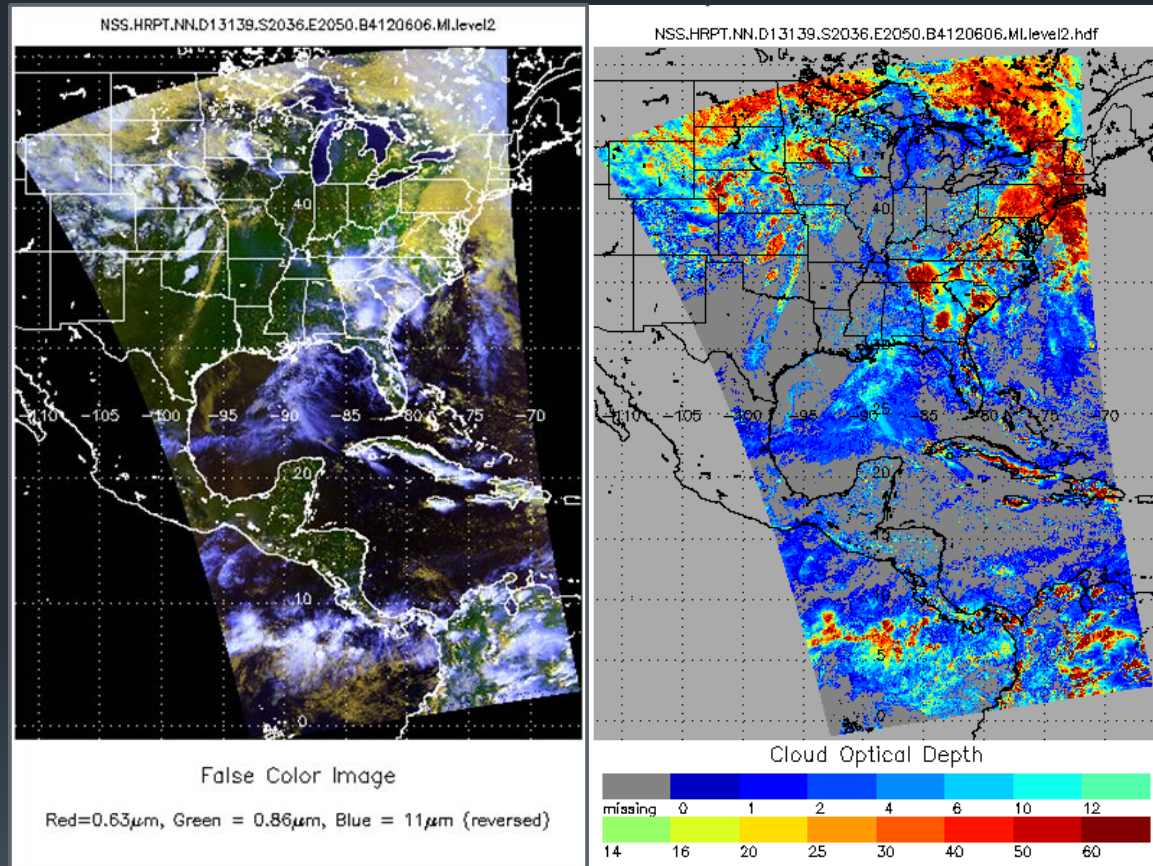 NSS.HRPT.NN.D13139.S2036.E2050.B4120606.MI.level2
40
-110 -105 -95 -90 -85 -80 -75 -70
20
10
0
False Color Image
Red=0.63µm, Green = 0.86µm, Blue = 11µm (reversed)
NSS.HRPT.NN.D13139.S2036.E2050.B4120606.MI.level2.hdf
40
-110 -105 -95 -90 -85 -80 -75 -70
25
20
5
0
Cloud Optical Depth
missing 0 1 2 4 6 10 12
14 16 20 25 30 40 50 60